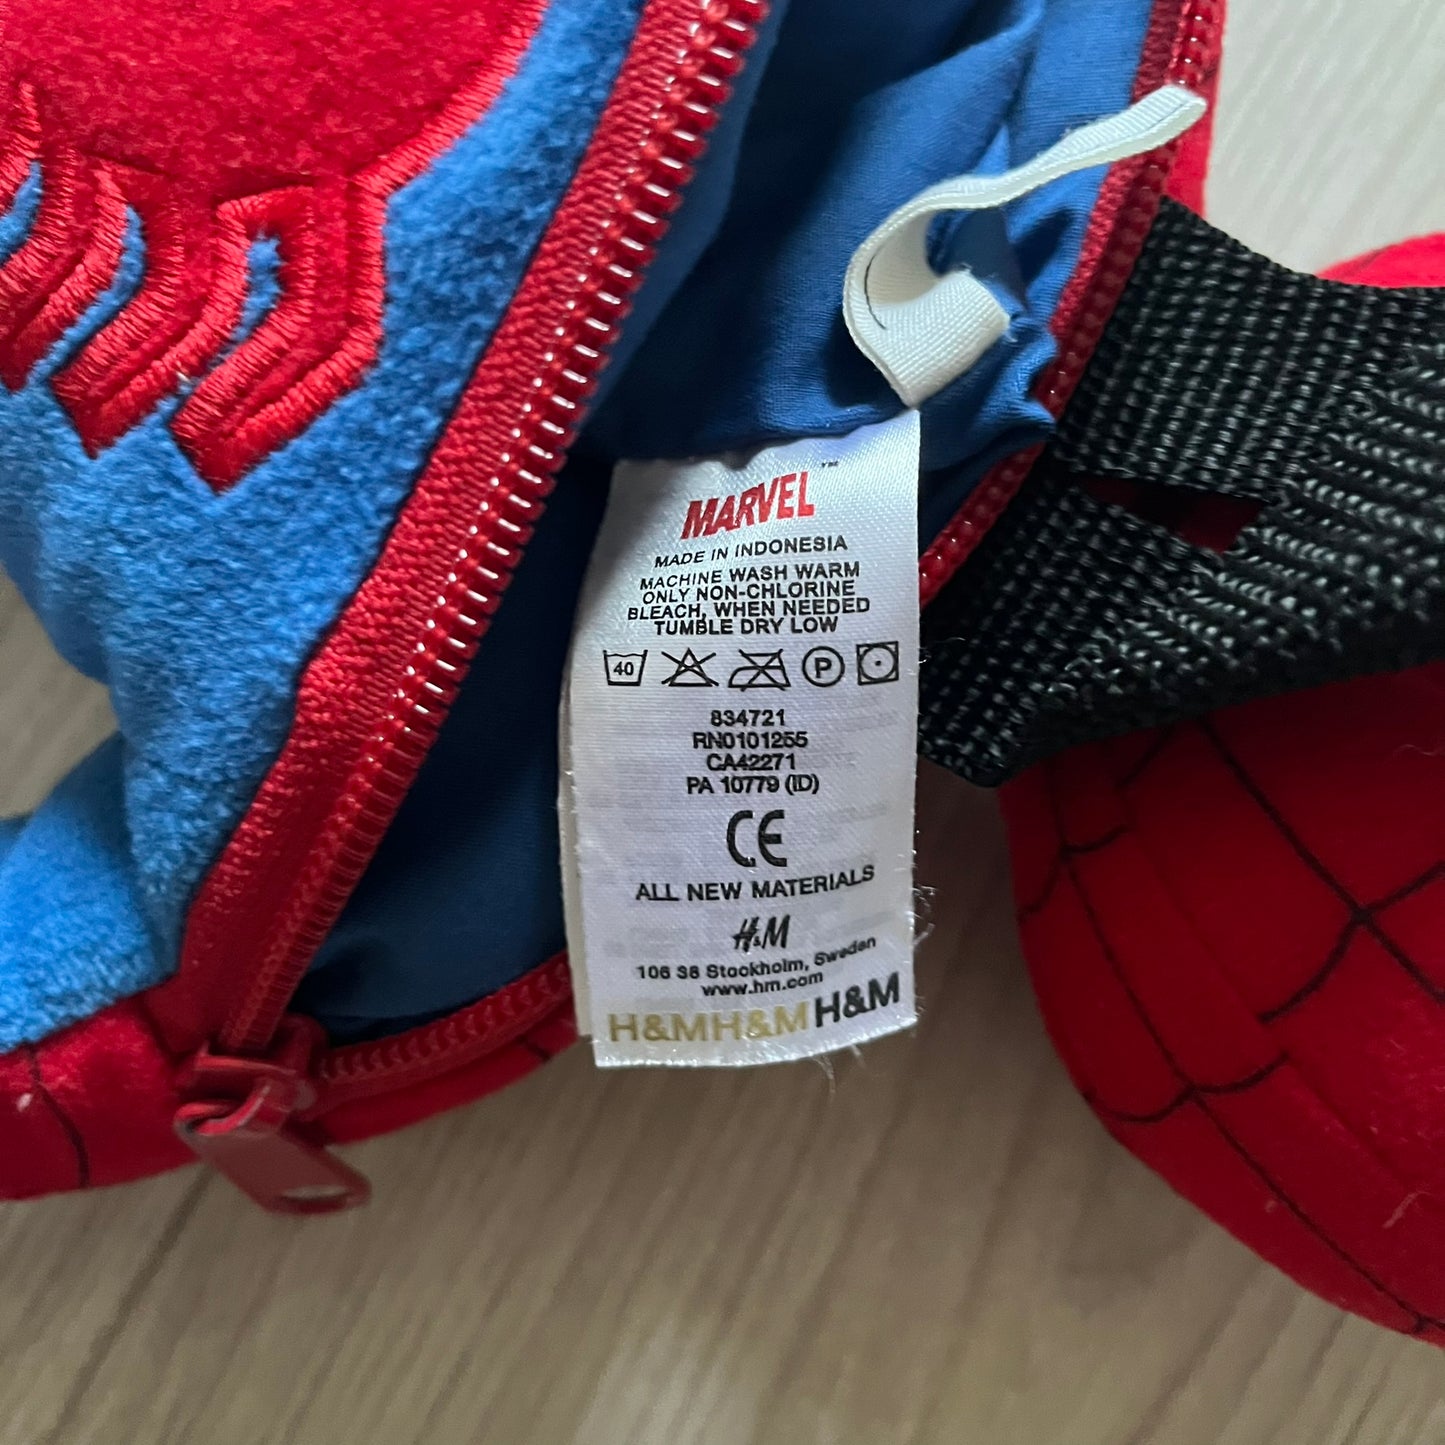 MARVEL™
MADE IN INDONESIA
MACHINE WASH WARM
ONLY NON-CHLORINE
BLEACH, WHEN NEEDED
TUMBLE DRY LOW
40 P
834721
RN0101255
CA42271
PA 10779 (ID)
CE
ALL NEW MATERIALS
H&M
106 38 Stockholm, Sweden
www.hm.com
H&MH&MH&M